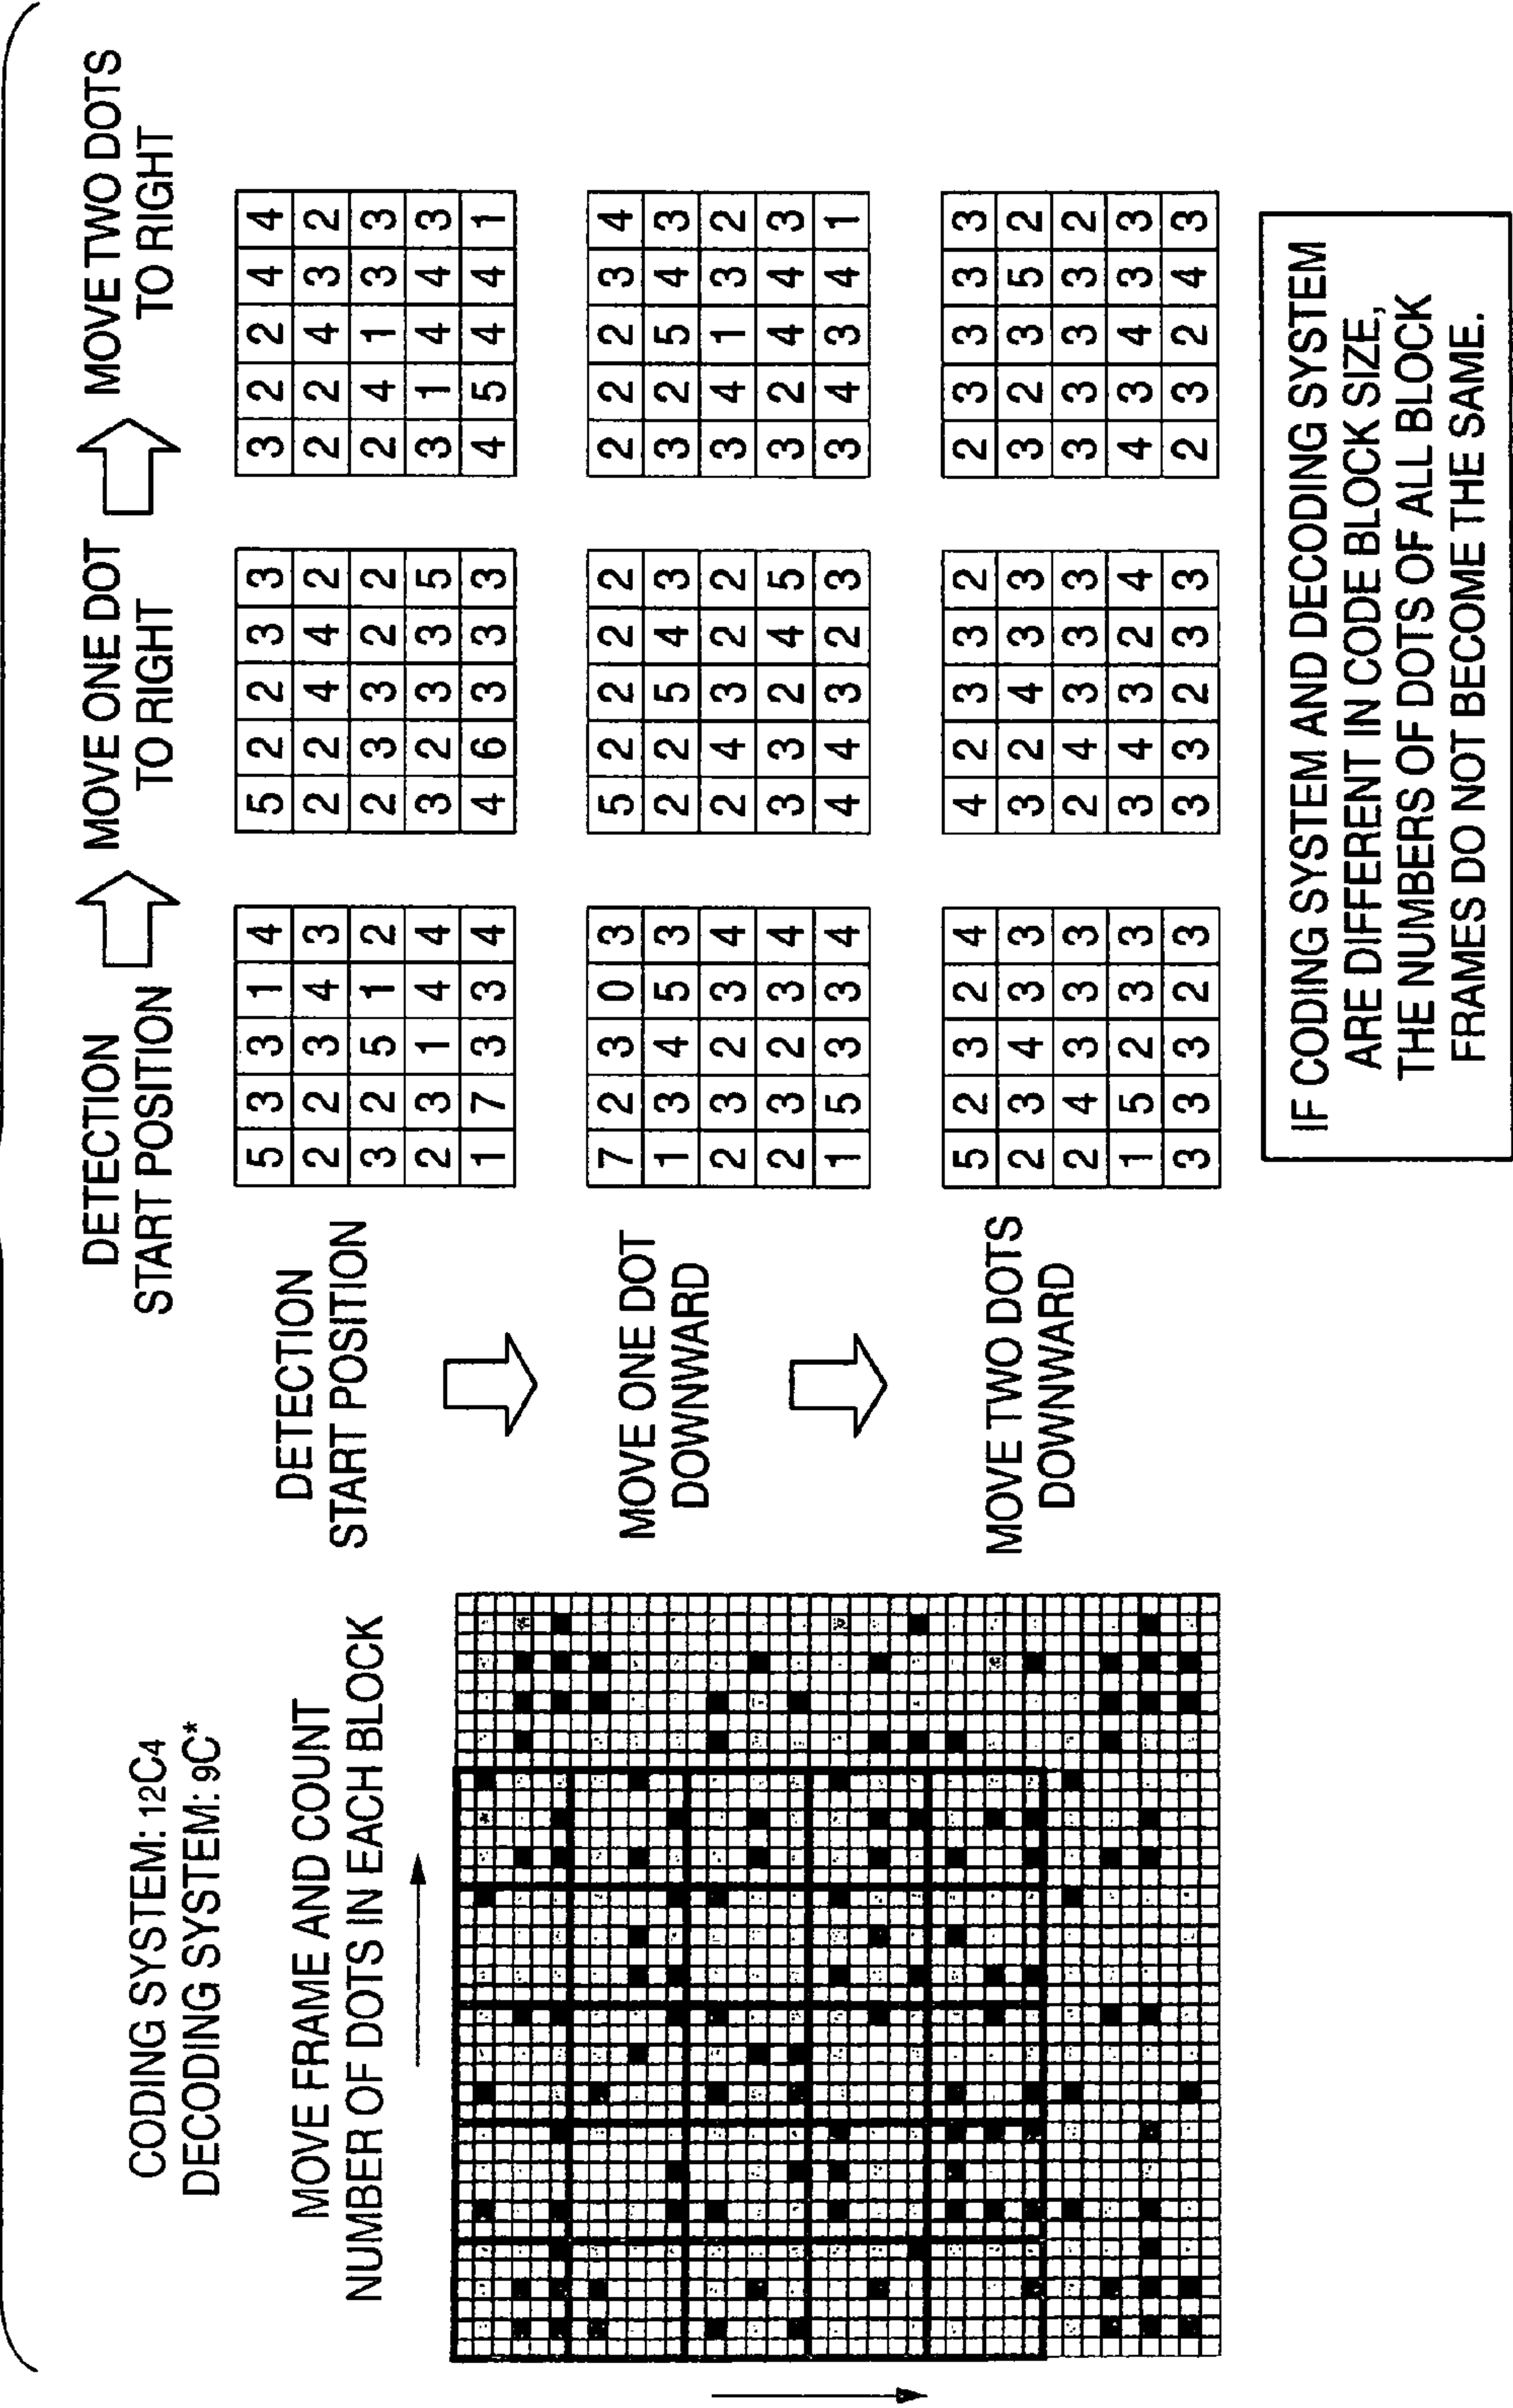 CODING SYSTEM: 12C4
DECODING SYSTEM: 9C*
MOVE FRAME AND COUNT
NUMBER OF DOTS IN EACH BLOCK
DETECTION
START POSITION
MOVE ONE DOT
TO RIGHT
MOVE TWO DOTS
TO RIGHT
DETECTION
START POSITION
5 3 3 1 4
2 2 3 4 3
3 2 5 1 2
2 3 1 4 4
1 7 3 3 4
5 2 2 3 3
2 2 4 4 2
2 3 3 2 2
3 2 3 3 5
4 6 3 3 3
3 2 2 4 4
2 2 4 3 2
2 4 1 3 3
3 1 4 4 3
4 5 4 4 1
MOVE ONE DOT
DOWNWARD
7 2 3 0 3
1 3 4 5 3
2 3 2 3 4
2 3 2 3 4
1 5 3 3 4
5 2 2 2 2
2 2 5 4 3
2 4 3 2 2
3 3 2 4 5
4 4 3 2 3
2 2 2 3 4
3 2 5 4 3
3 4 1 3 2
3 2 4 4 3
3 4 3 4 1
MOVE TWO DOTS
DOWNWARD
5 2 3 2 4
2 3 4 3 3
2 4 3 3 3
1 5 2 3 3
3 3 3 2 3
4 2 3 3 2
3 2 4 3 3
2 4 3 3 3
3 4 3 2 4
3 3 2 3 3
2 3 3 3 3
3 2 3 5 2
3 3 3 3 2
4 3 4 3 3
2 3 2 4 3
IF CODING SYSTEM AND DECODING SYSTEM
ARE DIFFERENT IN CODE BLOCK SIZE,
THE NUMBERS OF DOTS OF ALL BLOCK
FRAMES DO NOT BECOME THE SAME.